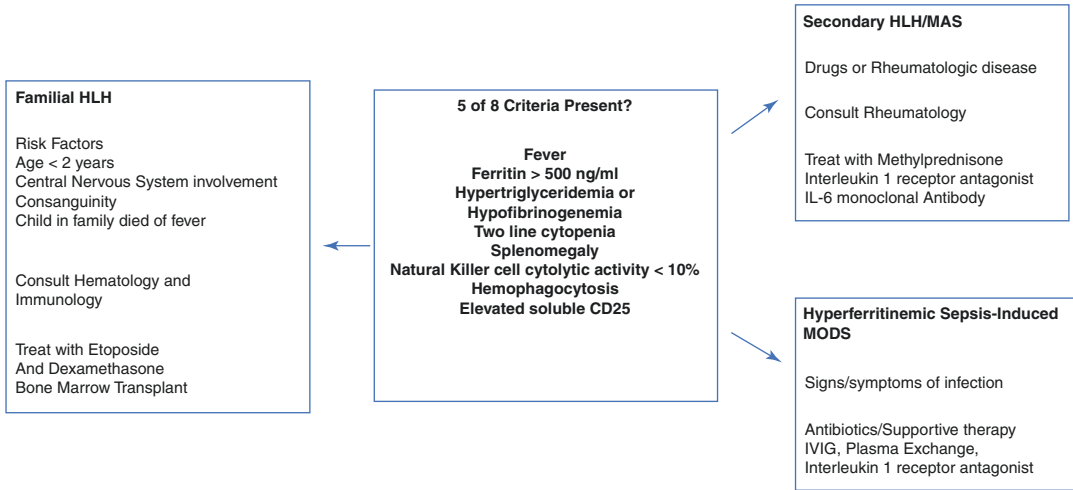 Familial HLH
Risk Factors
Age < 2 years
Central Nervous System involvement
Consanguinity
Child in family died of fever
Consult Hematology and
Immunology
Treat with Etoposide
And Dexamethasone
Bone Marrow Transplant
5 of 8 Criteria Present?
Fever
Ferritin > 500 ng/ml
Hypertriglyceridemia or
Hypofibrinogenemia
Two line cytopenia
Splenomegaly
Natural Killer cell cytolytic activity < 10%
Hemophagocytosis
Elevated soluble CD25
Secondary HLH/MAS
Drugs or Rheumatologic disease
Consult Rheumatology
Treat with Methylprednisone
Interleukin 1 receptor antagonist
IL-6 monoclonal Antibody
Hyperferritinemic Sepsis-Induced
MODS
Signs/symptoms of infection
Antibiotics/Supportive therapy
IVIG, Plasma Exchange,
Interleukin 1 receptor antagonist